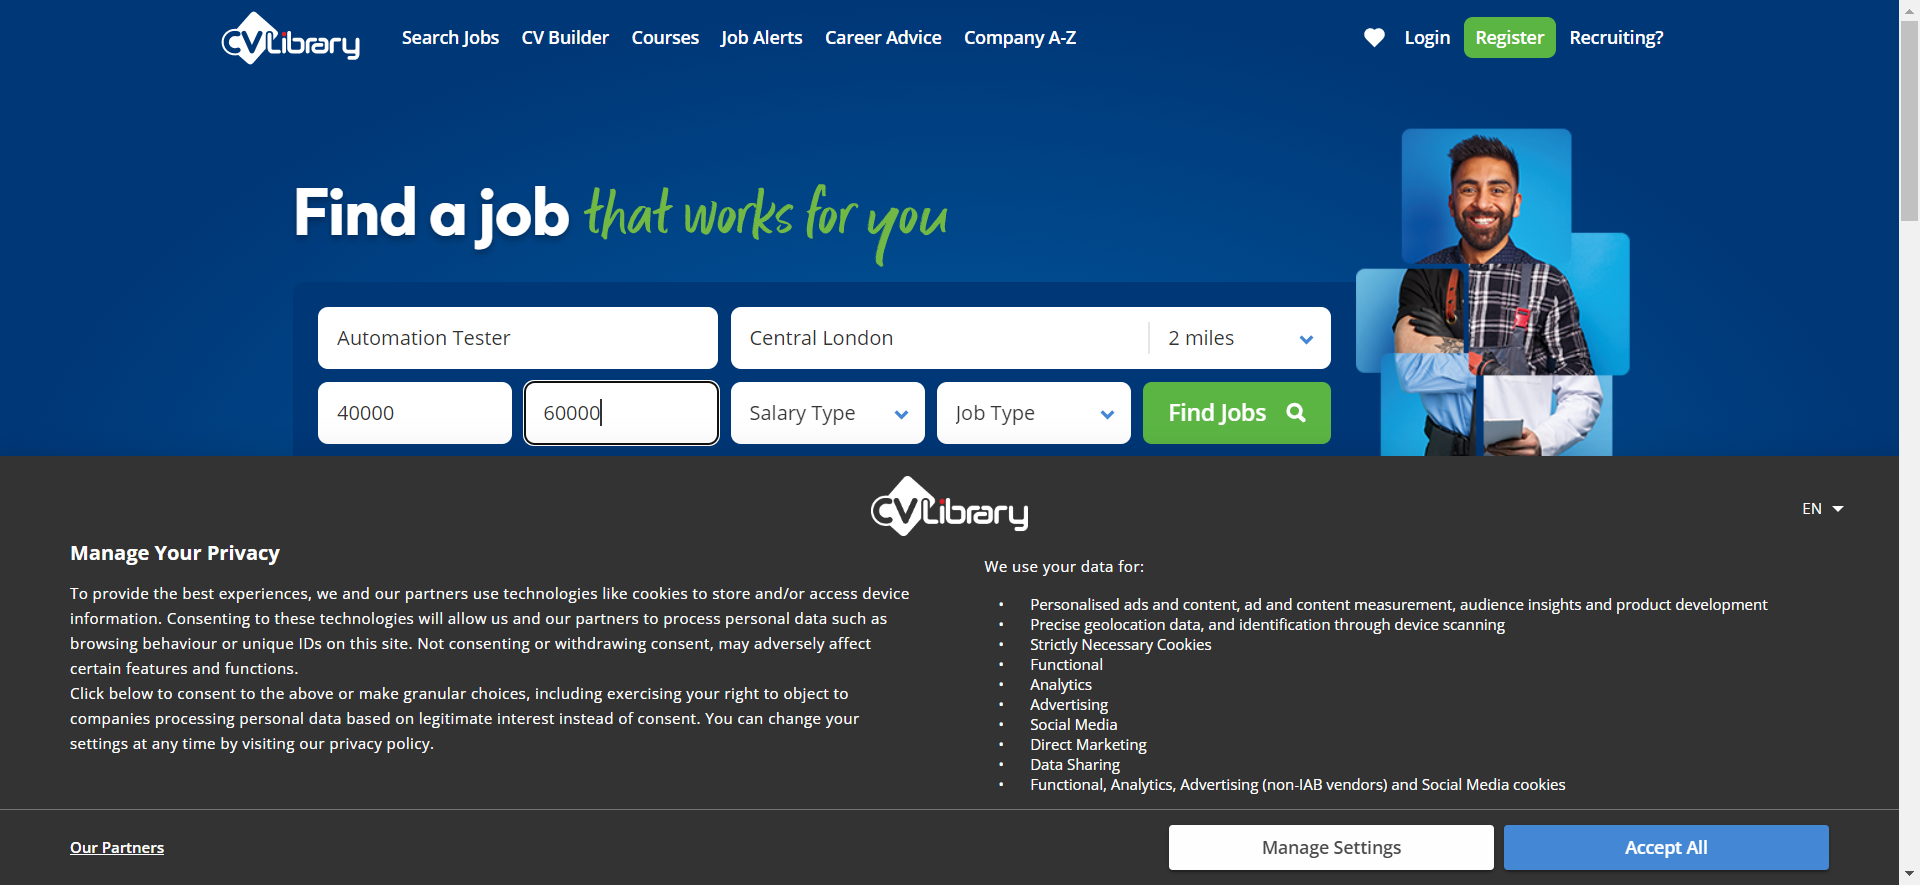 CVLibrary
Search Jobs
CV Builder
Courses
Job Alerts
Career Advice
Company A-Z
Login
Register
Recruiting?
Find a job that works for you
Automation Tester
Central London
2 miles
40000
60000
Salary Type
Job Type
Find Jobs
CVLibrary
EN
Manage Your Privacy
To provide the best experiences, we and our partners use technologies like cookies to store and/or access device
information. Consenting to these technologies will allow us and our partners to process personal data such as
browsing behaviour or unique IDs on this site. Not consenting or withdrawing consent, may adversely affect
certain features and functions.
Click below to consent to the above or make granular choices, including exercising your right to object to
companies processing personal data based on legitimate interest instead of consent. You can change your
settings at any time by visiting our privacy policy.
We use your data for:
• Personalised ads and content, ad and content measurement, audience insights and product development
• Precise geolocation data, and identification through device scanning
• Strictly Necessary Cookies
• Functional
• Analytics
• Advertising
• Social Media
• Direct Marketing
• Data Sharing
• Functional, Analytics, Advertising (non-IAB vendors) and Social Media cookies
Our Partners
Manage Settings
Accept All